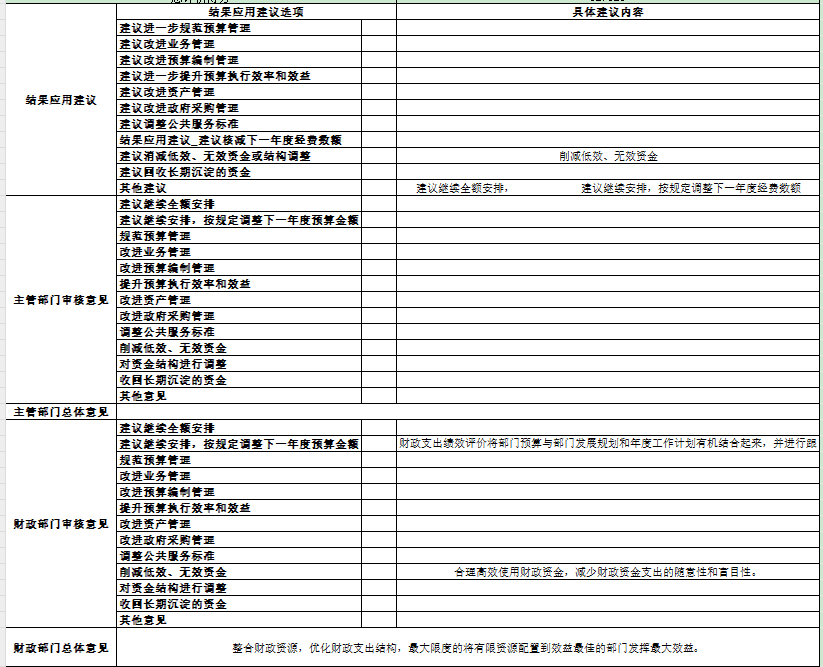 结果应用建议选项 具体建议内容
结果应用建议
建议进一步规范预算管理
建议改进业务管理
建议改进预算编制管理
建议进一步提升预算执行效率和效益
建议改进资产管理
建议改进政府采购管理
建议调整公共服务标准
结果应用建议_建议核减下一年度经费数额
建议消减低效、无效资金或结构调整 削减低效、无效资金
建议回收长期沉淀的资金
其他建议 建议继续全额安排， 建议继续安排，按规定调整下一年度经费数额
主管部门审核意见
建议继续全额安排
建议继续安排，按规定调整下一年度预算金额
规范预算管理
改进业务管理
改进预算编制管理
提升预算执行效率和效益
改进资产管理
改进政府采购管理
调整公共服务标准
削减低效、无效资金
对资金结构进行调整
收回长期沉淀的资金
其他意见
主管部门总体意见
财政部门审核意见
建议继续全额安排
建议继续安排，按规定调整下一年度预算金额 财政支出绩效评价将部门预算与部门发展规划和年度工作计划有机结合起来，并进行跟
规范预算管理
改进业务管理
改进预算编制管理
提升预算执行效率和效益
改进资产管理
改进政府采购管理
调整公共服务标准
削减低效、无效资金 合理高效使用财政资金，减少财政资金支出的随意性和盲目性。
对资金结构进行调整
收回长期沉淀的资金
其他意见
财政部门总体意见 整合财政资源，优化财政支出结构，最大限度的将有限资源配置到效益最佳的部门发挥最大效益。